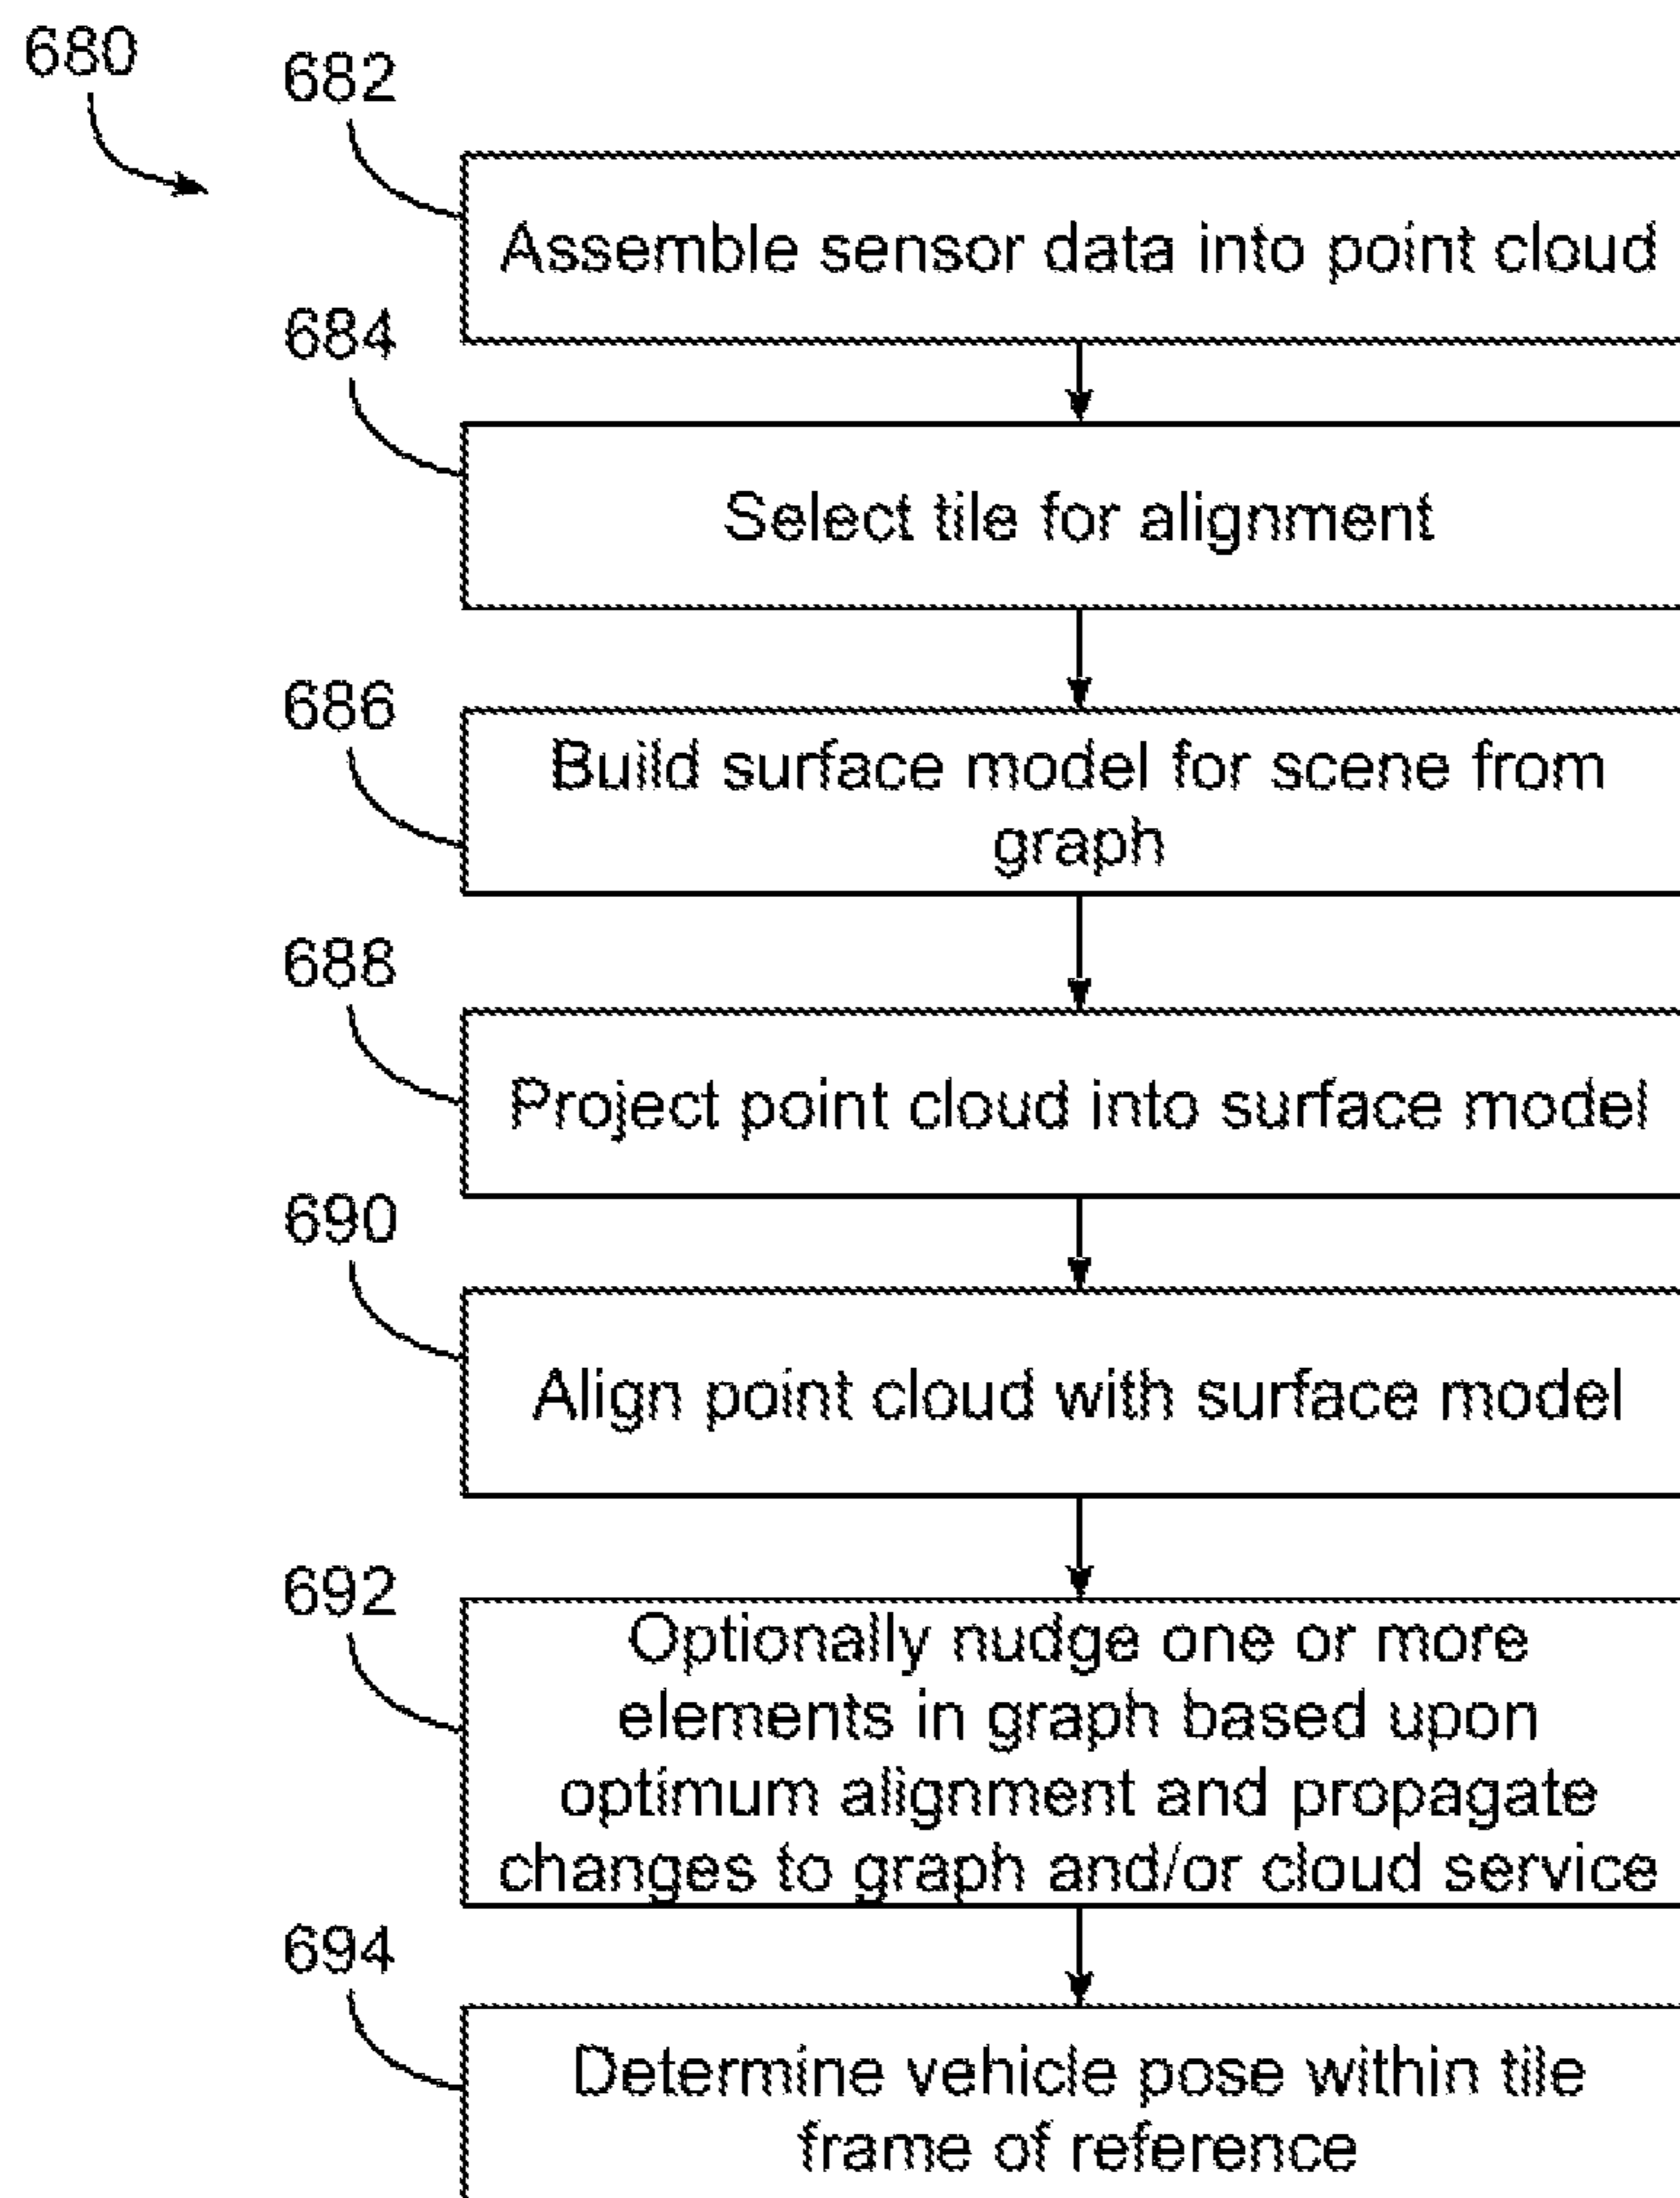 680
682
Assemble sensor data into point cloud
684
Select tile for alignment
686
Build surface model for scene from
graph
688
Project point cloud into surface model
690
Align point cloud with surface model
692
Optionally nudge one or more
elements in graph based upon
optimum alignment and propagate
changes to graph and/or cloud service
694
Determine vehicle pose within tile
frame of reference